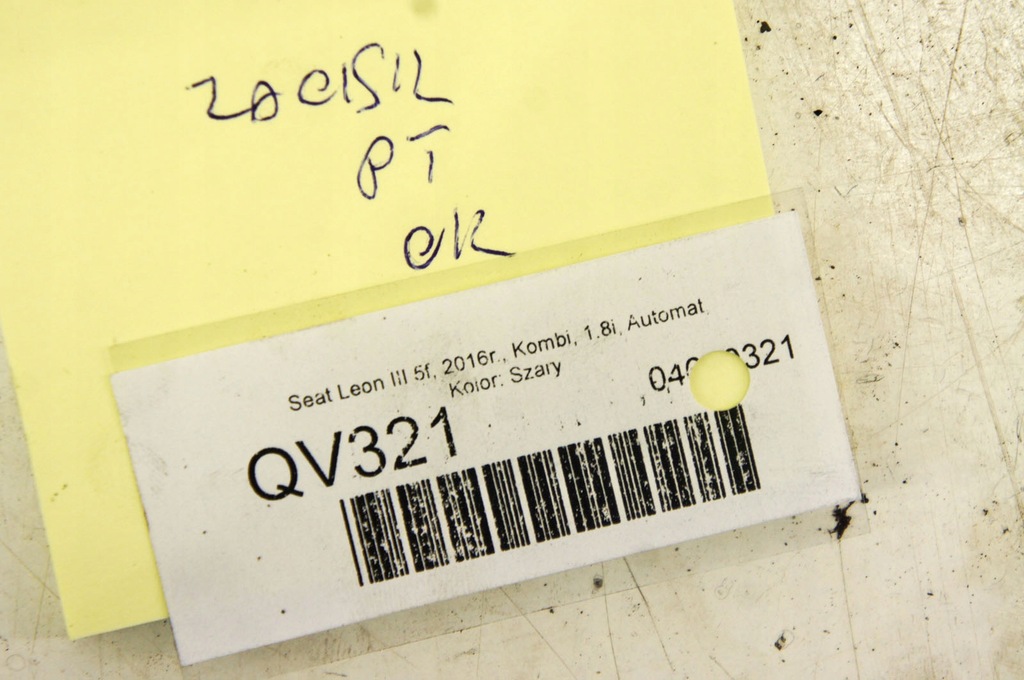 ZACISK
PT
OK
Seat Leon III 5f, 2016r., Kombi, 1.8i, Automat
Kolor: Szary
QV321